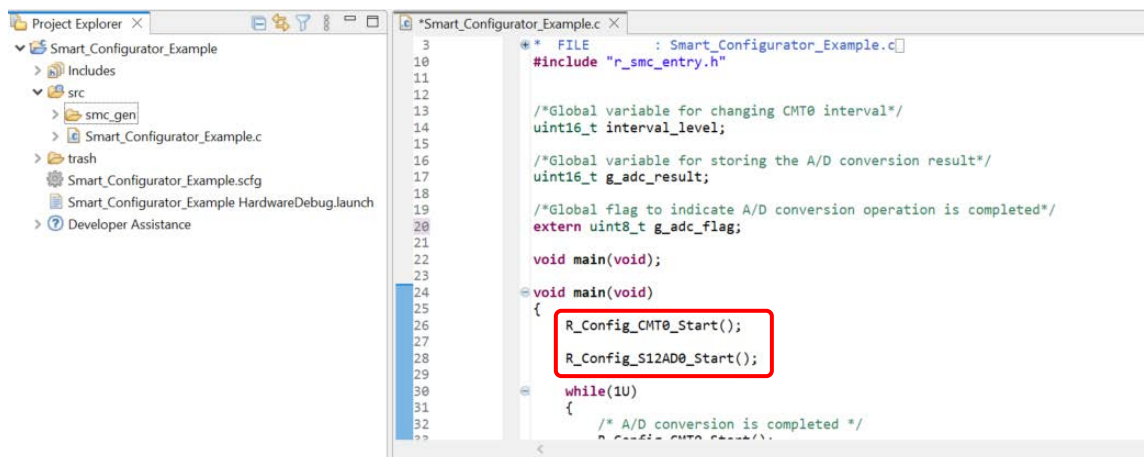 Project Explorer
Smart_Configurator_Example
Includes
src
smc_gen
Smart_Configurator_Example.c
trash
Smart_Configurator_Example.scfg
Smart_Configurator_Example HardwareDebug.launch
Developer Assistance
*Smart_Configurator_Example.c
3 * FILE : Smart_Configurator_Example.c
10 #include "r_smc_entry.h"
11
12
13 /*Global variable for changing CMT0 interval*/
14 uint16_t interval_level;
15
16 /*Global variable for storing the A/D conversion result*/
17 uint16_t g_adc_result;
18
19 /*Global flag to indicate A/D conversion operation is completed*/
20 extern uint8_t g_adc_flag;
21
22 void main(void);
23
24 void main(void)
25 {
26 R_Config_CMT0_Start();
27
28 R_Config_S12AD0_Start();
29
30 while(1U)
31 {
32 /* A/D conversion is completed */